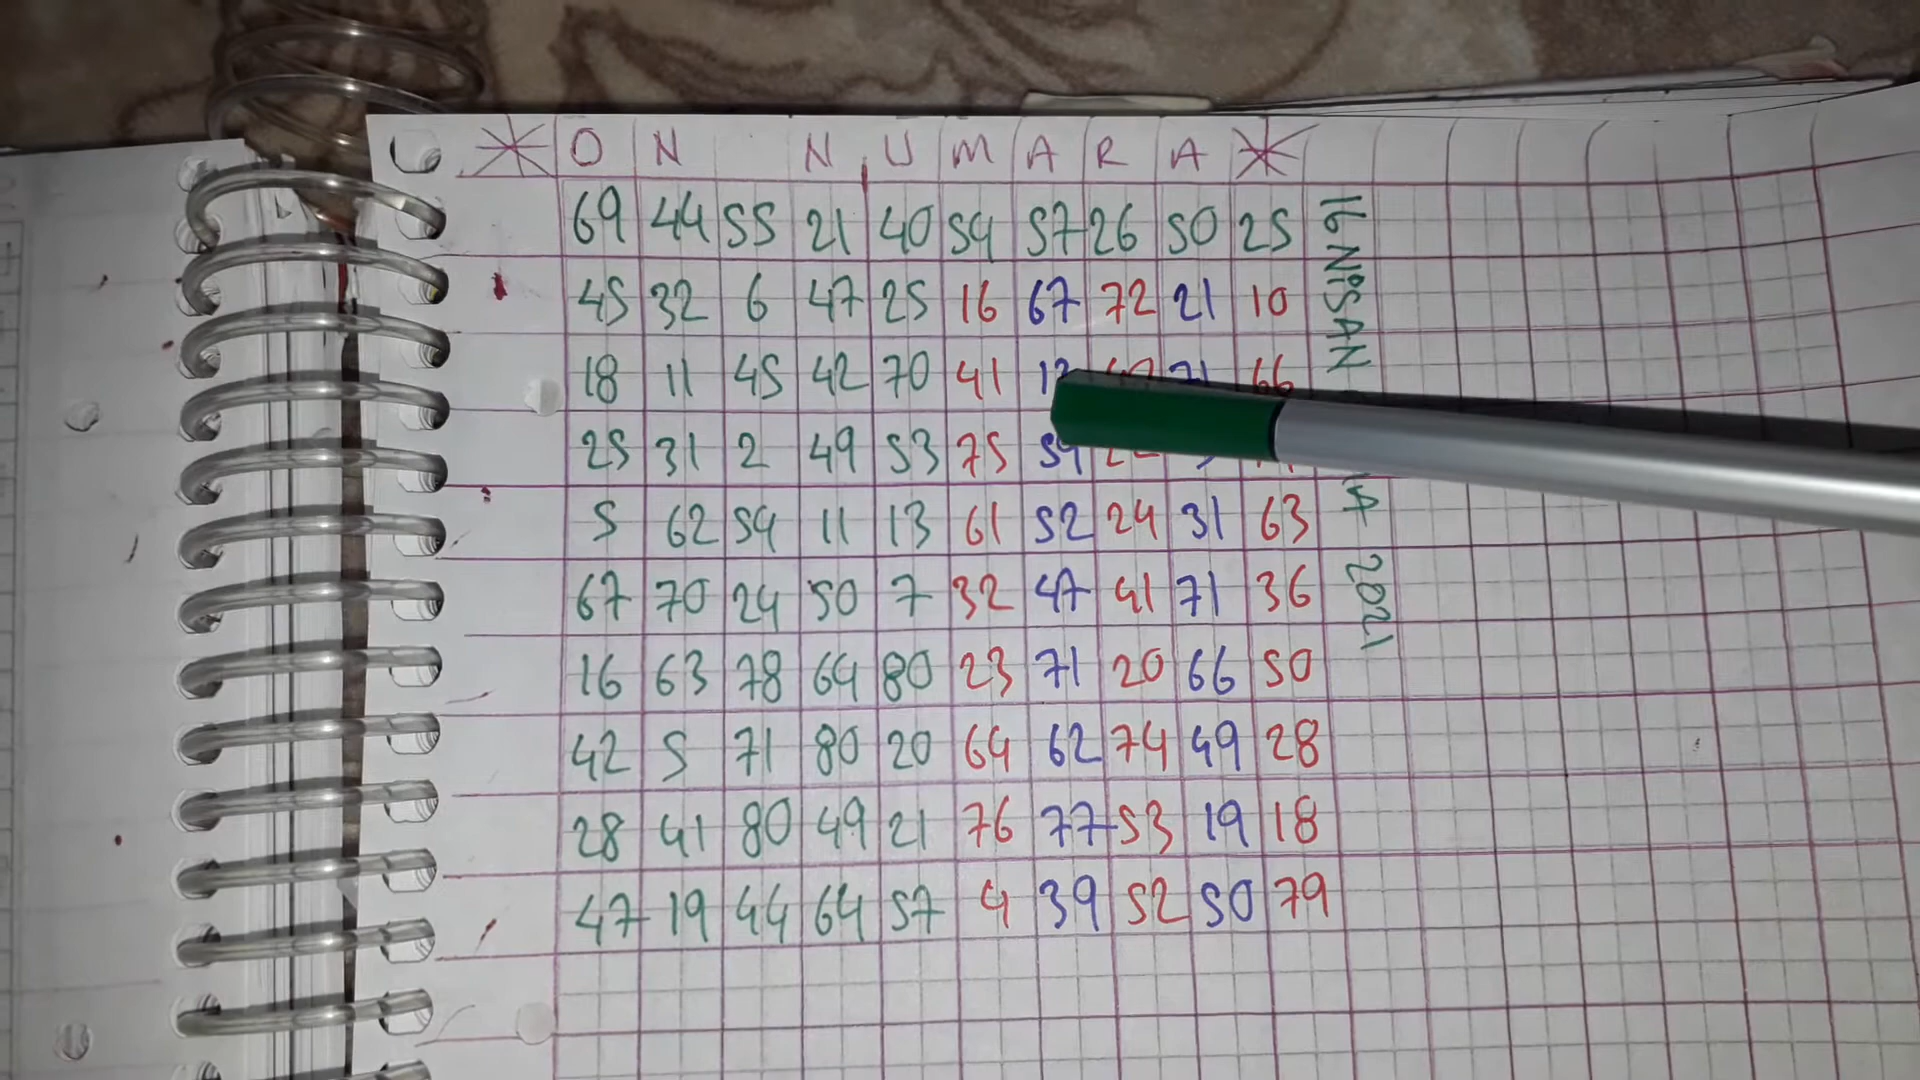 * O N N U M A R A *
69 44 55 21 40 54 57 26 50 25
45 32 6 47 25 16 67 72 21 10
18 11 45 42 70 41 71 66
25 31 2 49 53 75 54
5 62 54 11 13 61 52 24 31 63
67 70 24 50 7 32 47 41 71 36
16 63 78 64 80 23 71 20 66 50
42 5 71 80 20 64 62 74 49 28
28 41 80 49 21 76 77 53 19 18
47 19 44 64 57 4 39 52 50 79
16 NİSAN
2021